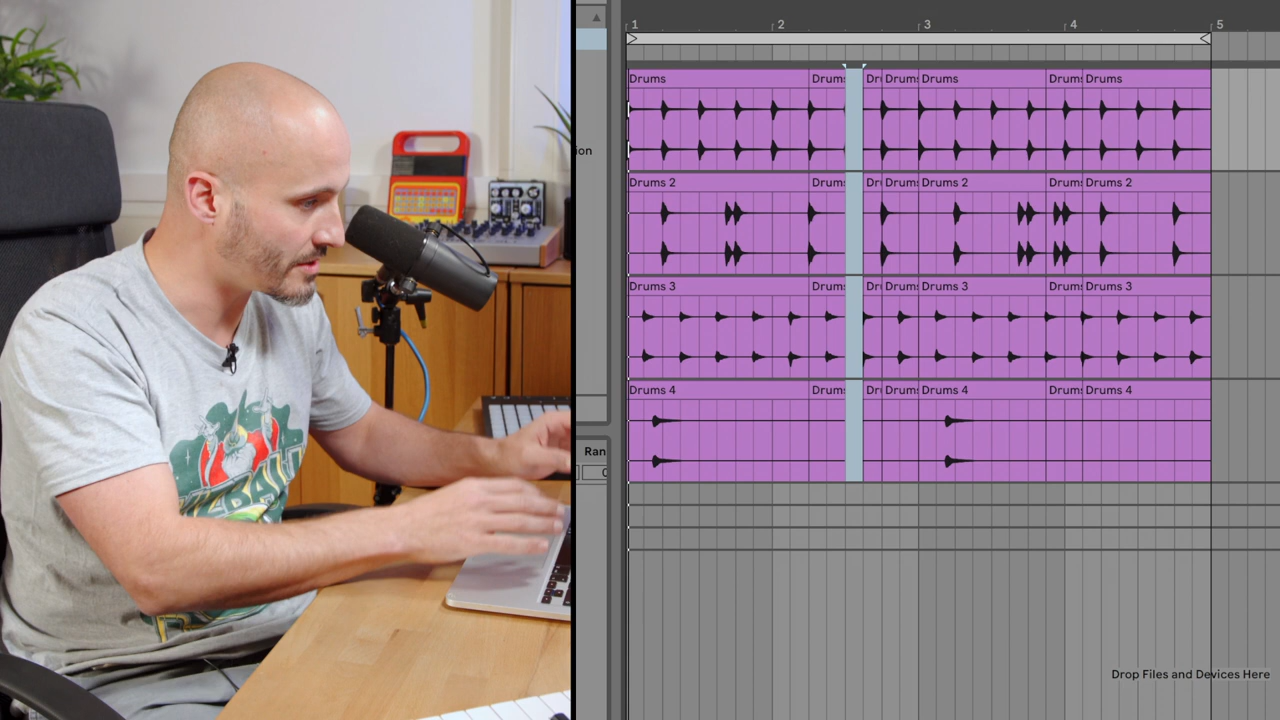 1 2 3 4 5
Drums Drums Dr Drums Drums Drums Drums
ion
Drums 2 Drums Dr Drums Drums 2 Drums Drums 2
Drums 3 Drums Dr Drums Drums 3 Drums Drums 3
Drums 4 Drums Dr Drums Drums 4 Drums Drums 4
Ran
Drop Files and Devices Here